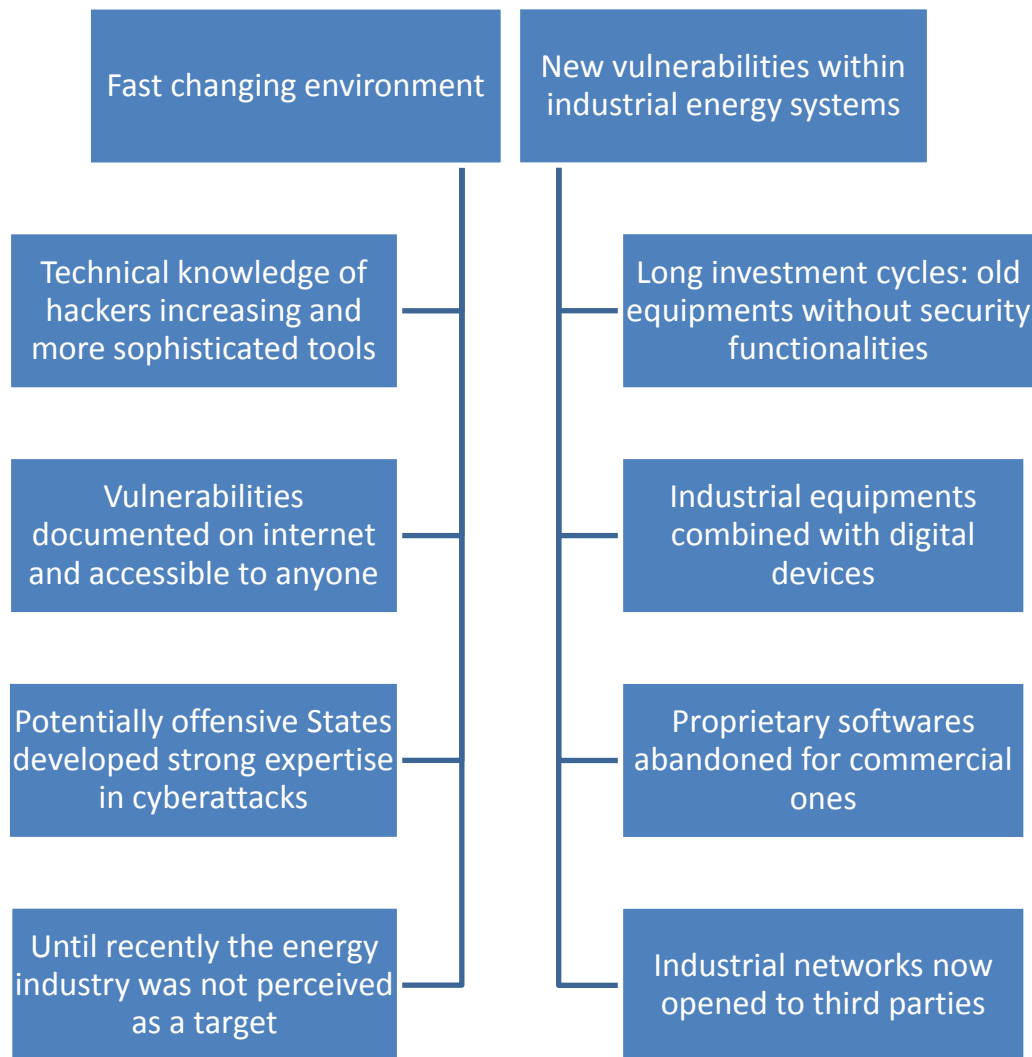 Fast changing environment
New vulnerabilities within
industrial energy systems
Technical knowledge of
hackers increasing and
more sophisticated tools
Vulnerabilities
documented on internet
and accessible to anyone
Potentially offensive States
developed strong expertise
in cyberattacks
Until recently the energy
industry was not perceived
as a target
Long investment cycles: old
equipments without security
functionalities
Industrial equipments
combined with digital
devices
Proprietary softwares
abandoned for commercial
ones
Industrial networks now
opened to third parties